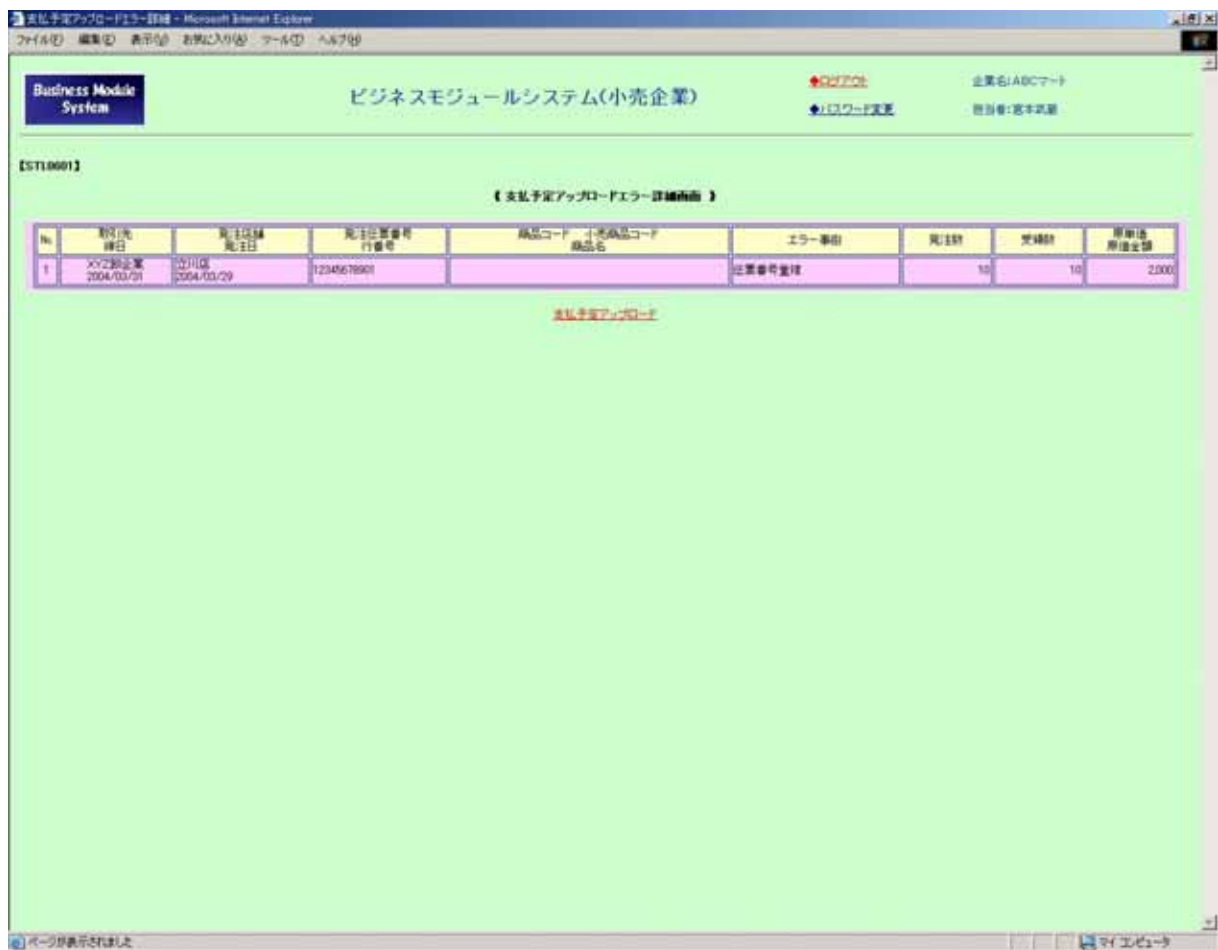 支払予定アップロードエラー詳細 - Microsoft Internet Explorer
ファイル(F) 編集(E) 表示(V) お気に入り(A) ツール(T) ヘルプ(H)
Business Module
System
ビジネスモジュールシステム(小売企業)
◆ログアウト
◆パスワード変更
企業名:ABCマート
担当者:宮本武蔵
【STL0601】
【 支払予定アップロードエラー詳細画面 】
No.
取引先
締日
発注店舗
発注日
発注伝票番号
行番号
商品コード 小売商品コード
商品名
エラー事由
発注数
受領数
原単価
原価金額
1
XYZ卸企業
2004/03/31
立川店
2004/03/29
12345678901
伝票番号重複
10
10
2,000
支払予定アップロード
ページが表示されました
マイ コンピュータ